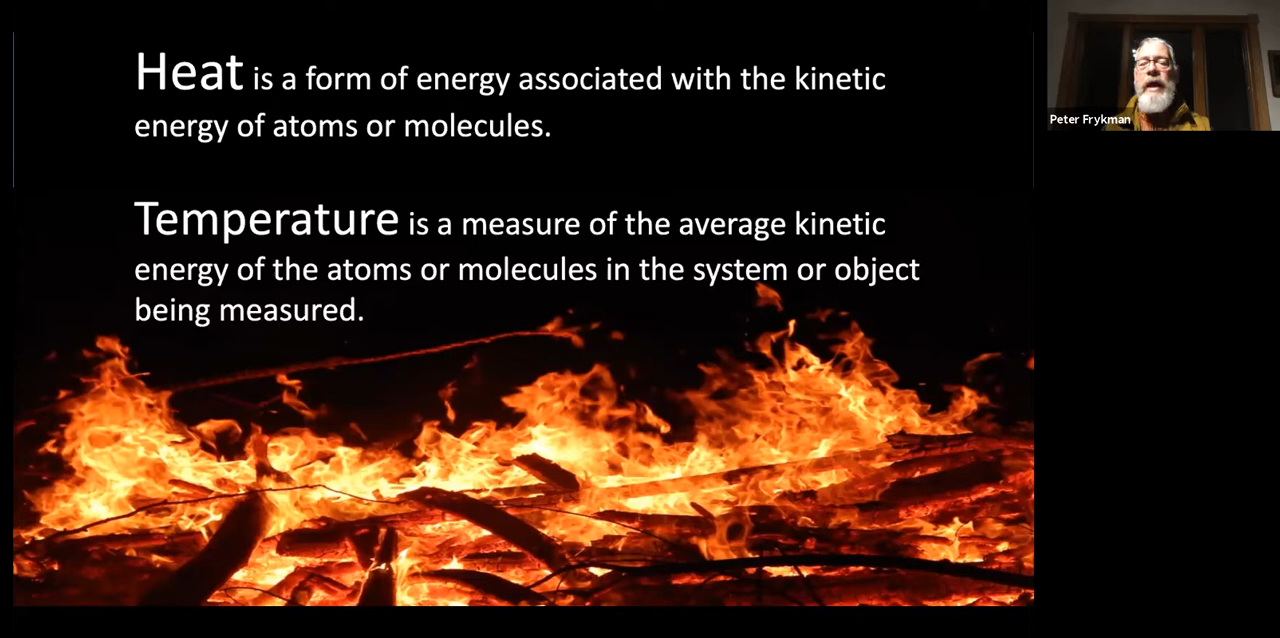 Heat is a form of energy associated with the kinetic
energy of atoms or molecules.
Temperature is a measure of the average kinetic
energy of the atoms or molecules in the system or object
being measured.
Peter Frykman